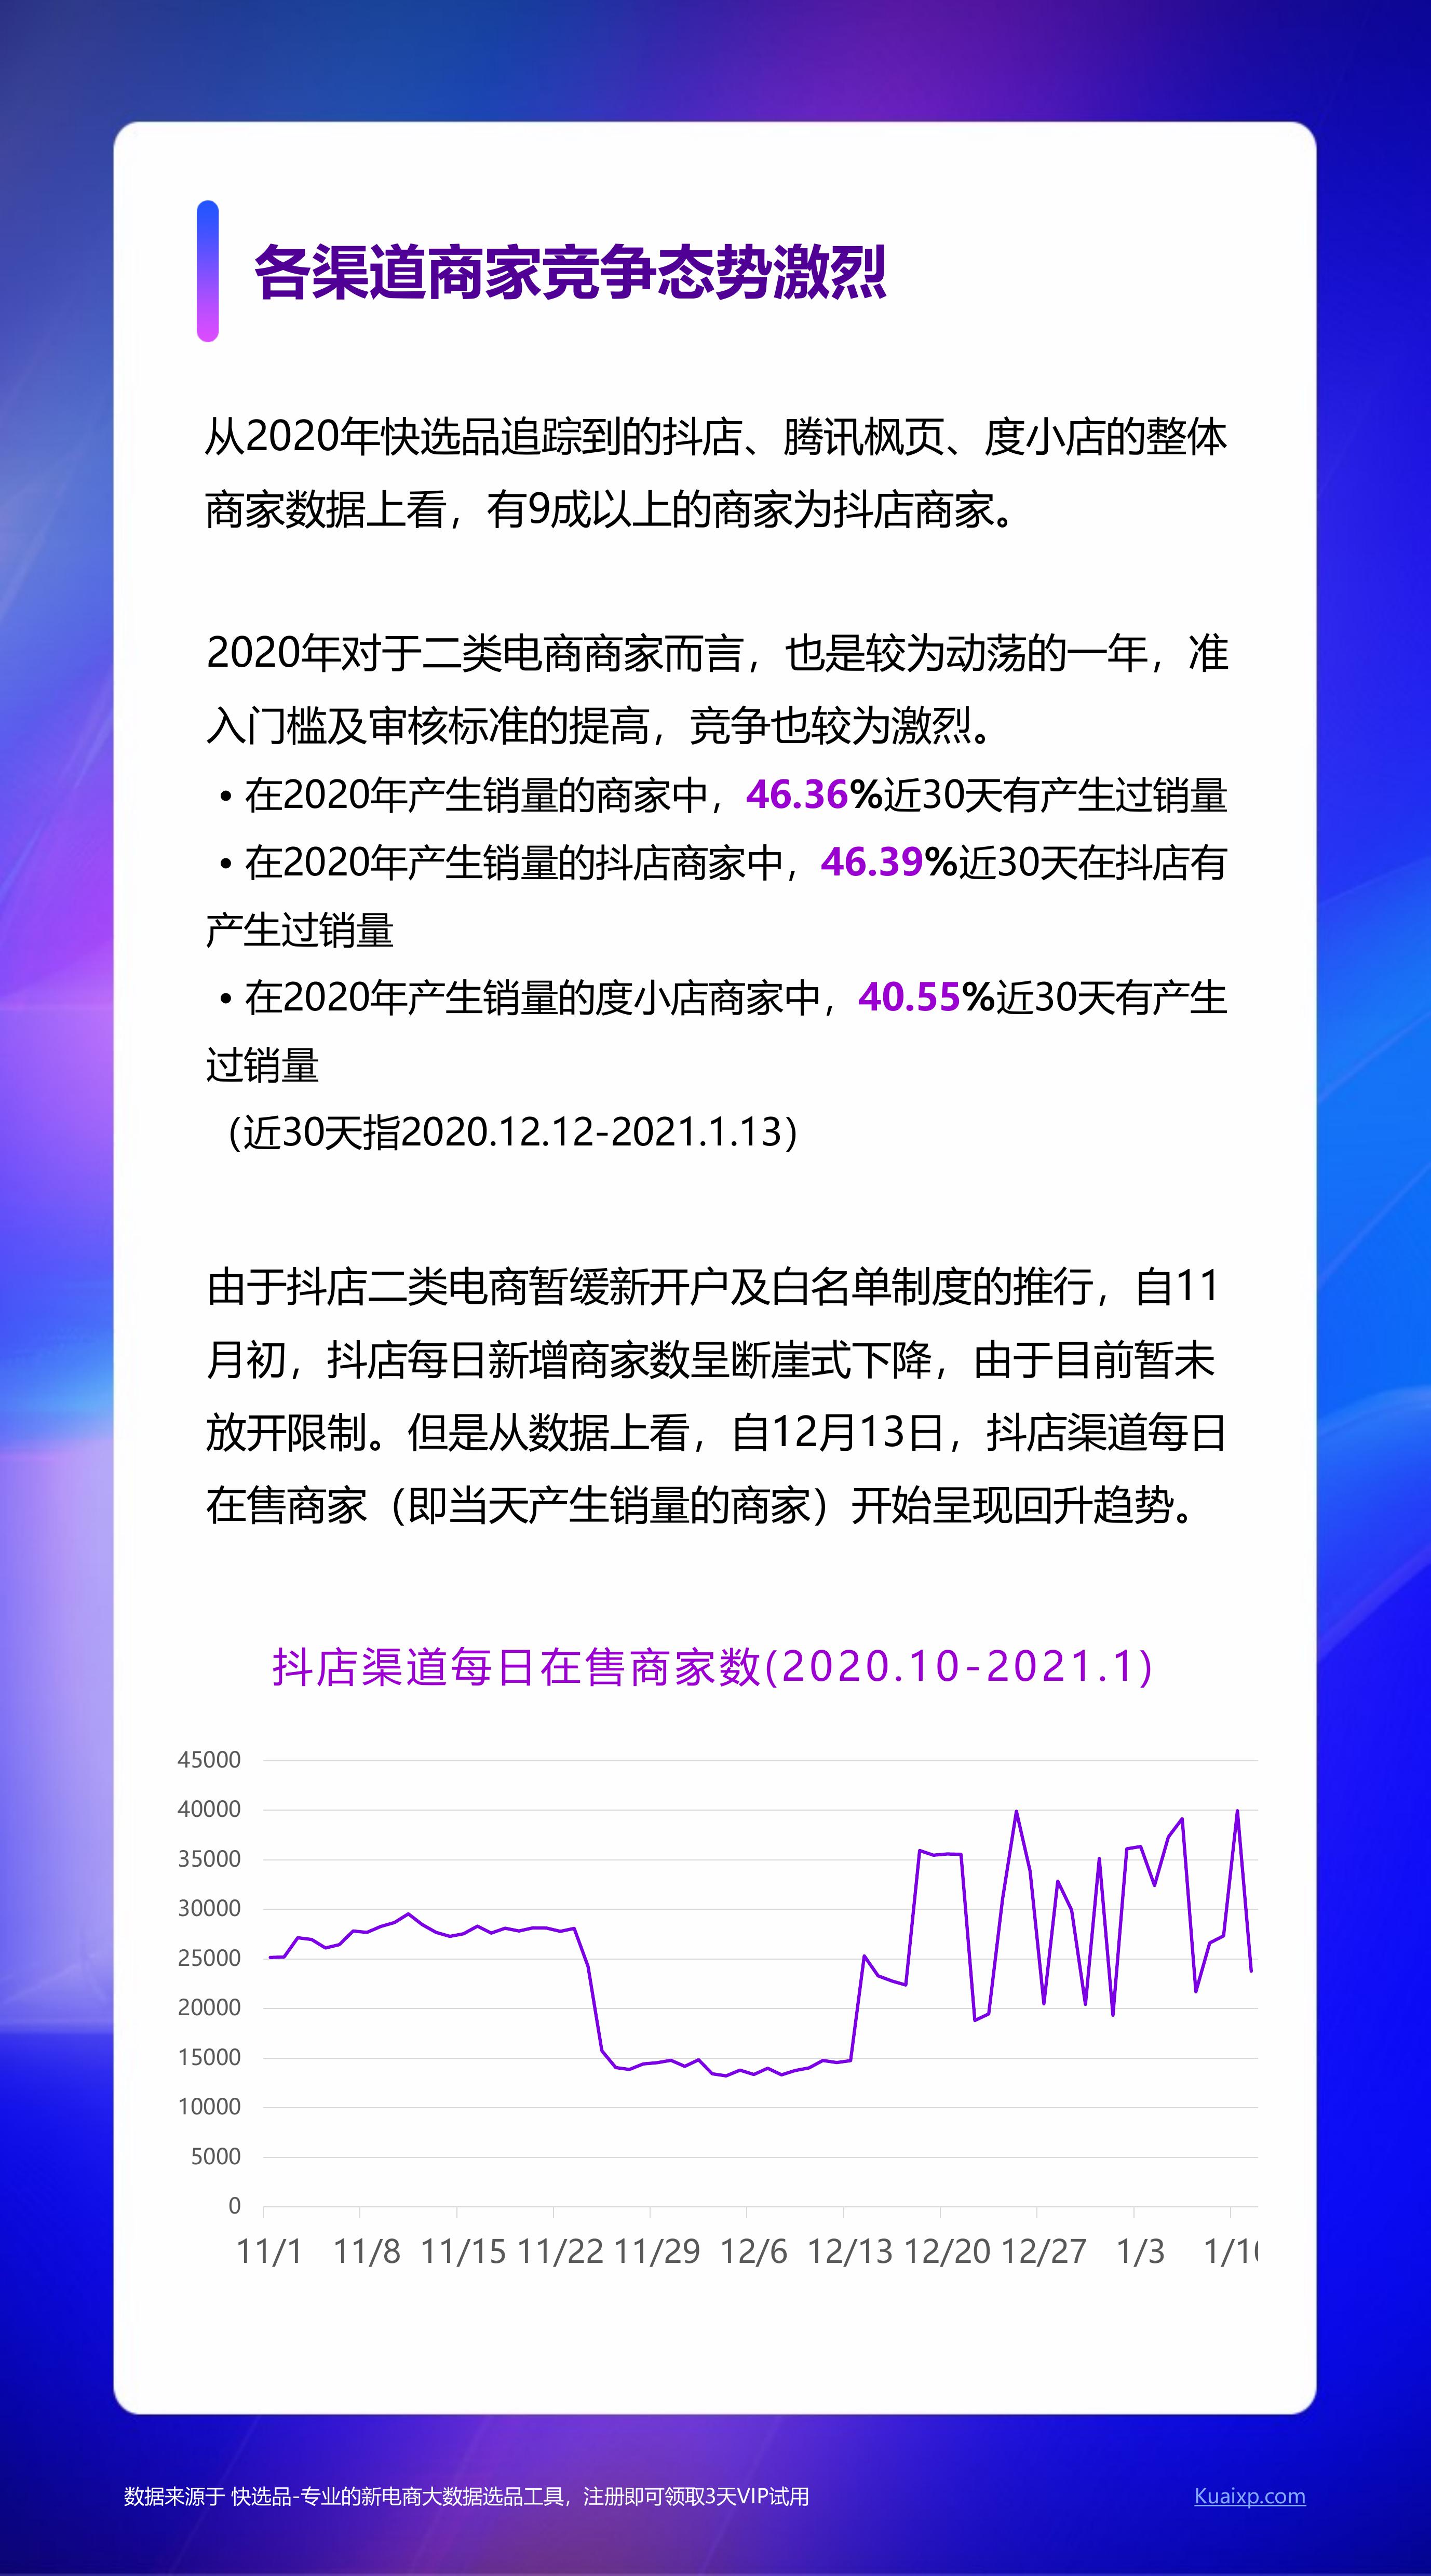 各渠道商家竞争态势激烈
从2020年快选品追踪到的抖店、腾讯枫页、度小店的整体
商家数据上看，有9成以上的商家为抖店商家。
2020年对于二类电商商家而言，也是较为动荡的一年，准
入门槛及审核标准的提高，竞争也较为激烈。
• 在2020年产生销量的商家中，46.36%近30天有产生过销量
• 在2020年产生销量的抖店商家中，46.39%近30天在抖店有
产生过销量
• 在2020年产生销量的度小店商家中，40.55%近30天有产生
过销量
（近30天指2020.12.12-2021.1.13）
由于抖店二类电商暂缓新开户及白名单制度的推行，自11
月初，抖店每日新增商家数呈断崖式下降，由于目前暂未
放开限制。但是从数据上看，自12月13日，抖店渠道每日
在售商家（即当天产生销量的商家）开始呈现回升趋势。
抖店渠道每日在售商家数(2020.10-2021.1)
45000
40000
35000
30000
25000
20000
15000
10000
5000
0
11/1 11/8 11/15 11/22 11/29 12/6 12/13 12/20 12/27 1/3
数据来源于 快选品-专业的新电商大数据选品工具，注册即可领取3天VIP试用
Kuaixp.com